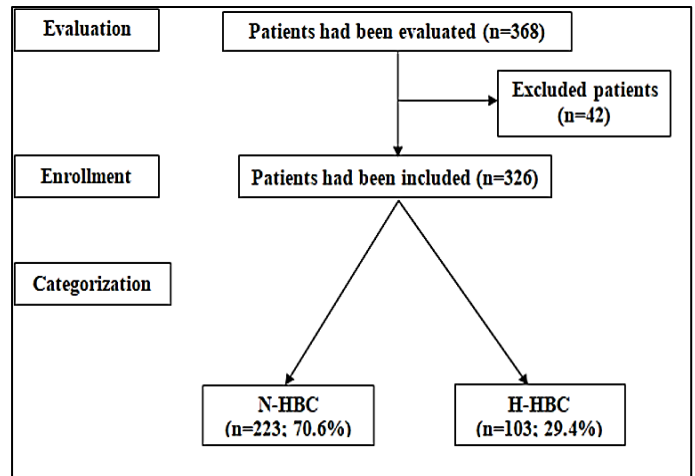 Evaluation
Patients had been evaluated (n=368)
Excluded patients
(n=42)
Enrollment
Patients had been included (n=326)
Categorization
N-HBC
(n=223; 70.6%)
H-HBC
(n=103; 29.4%)